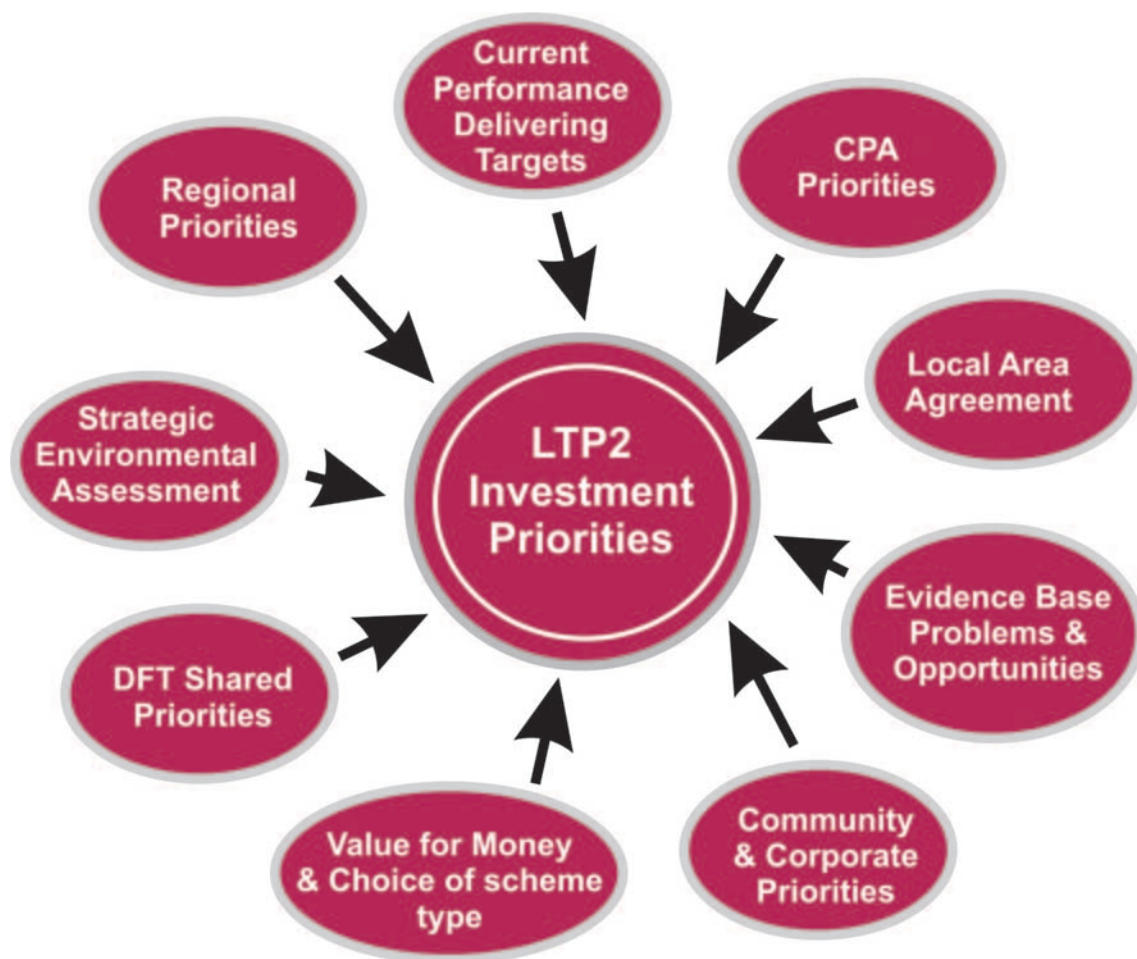 Current
Performance
Delivering
Targets
CPA
Priorities
Regional
Priorities
Local Area
Agreement
Strategic
Environmental
Assessment
LTP2
Investment
Priorities
Evidence Base
Problems &
Opportunities
DFT Shared
Priorities
Community
& Corporate
Priorities
Value for Money
& Choice of scheme
type